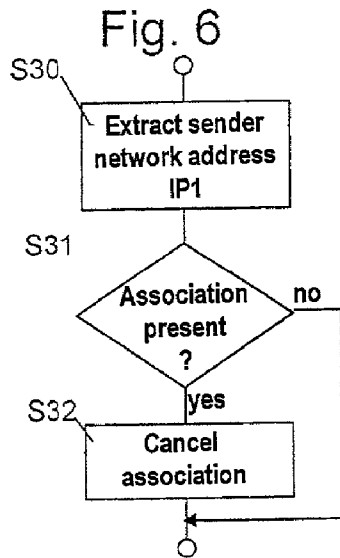 Fig. 6
S30
Extract sender
network address
IP1
S31
Association
present
?
no
yes
S32
Cancel
association